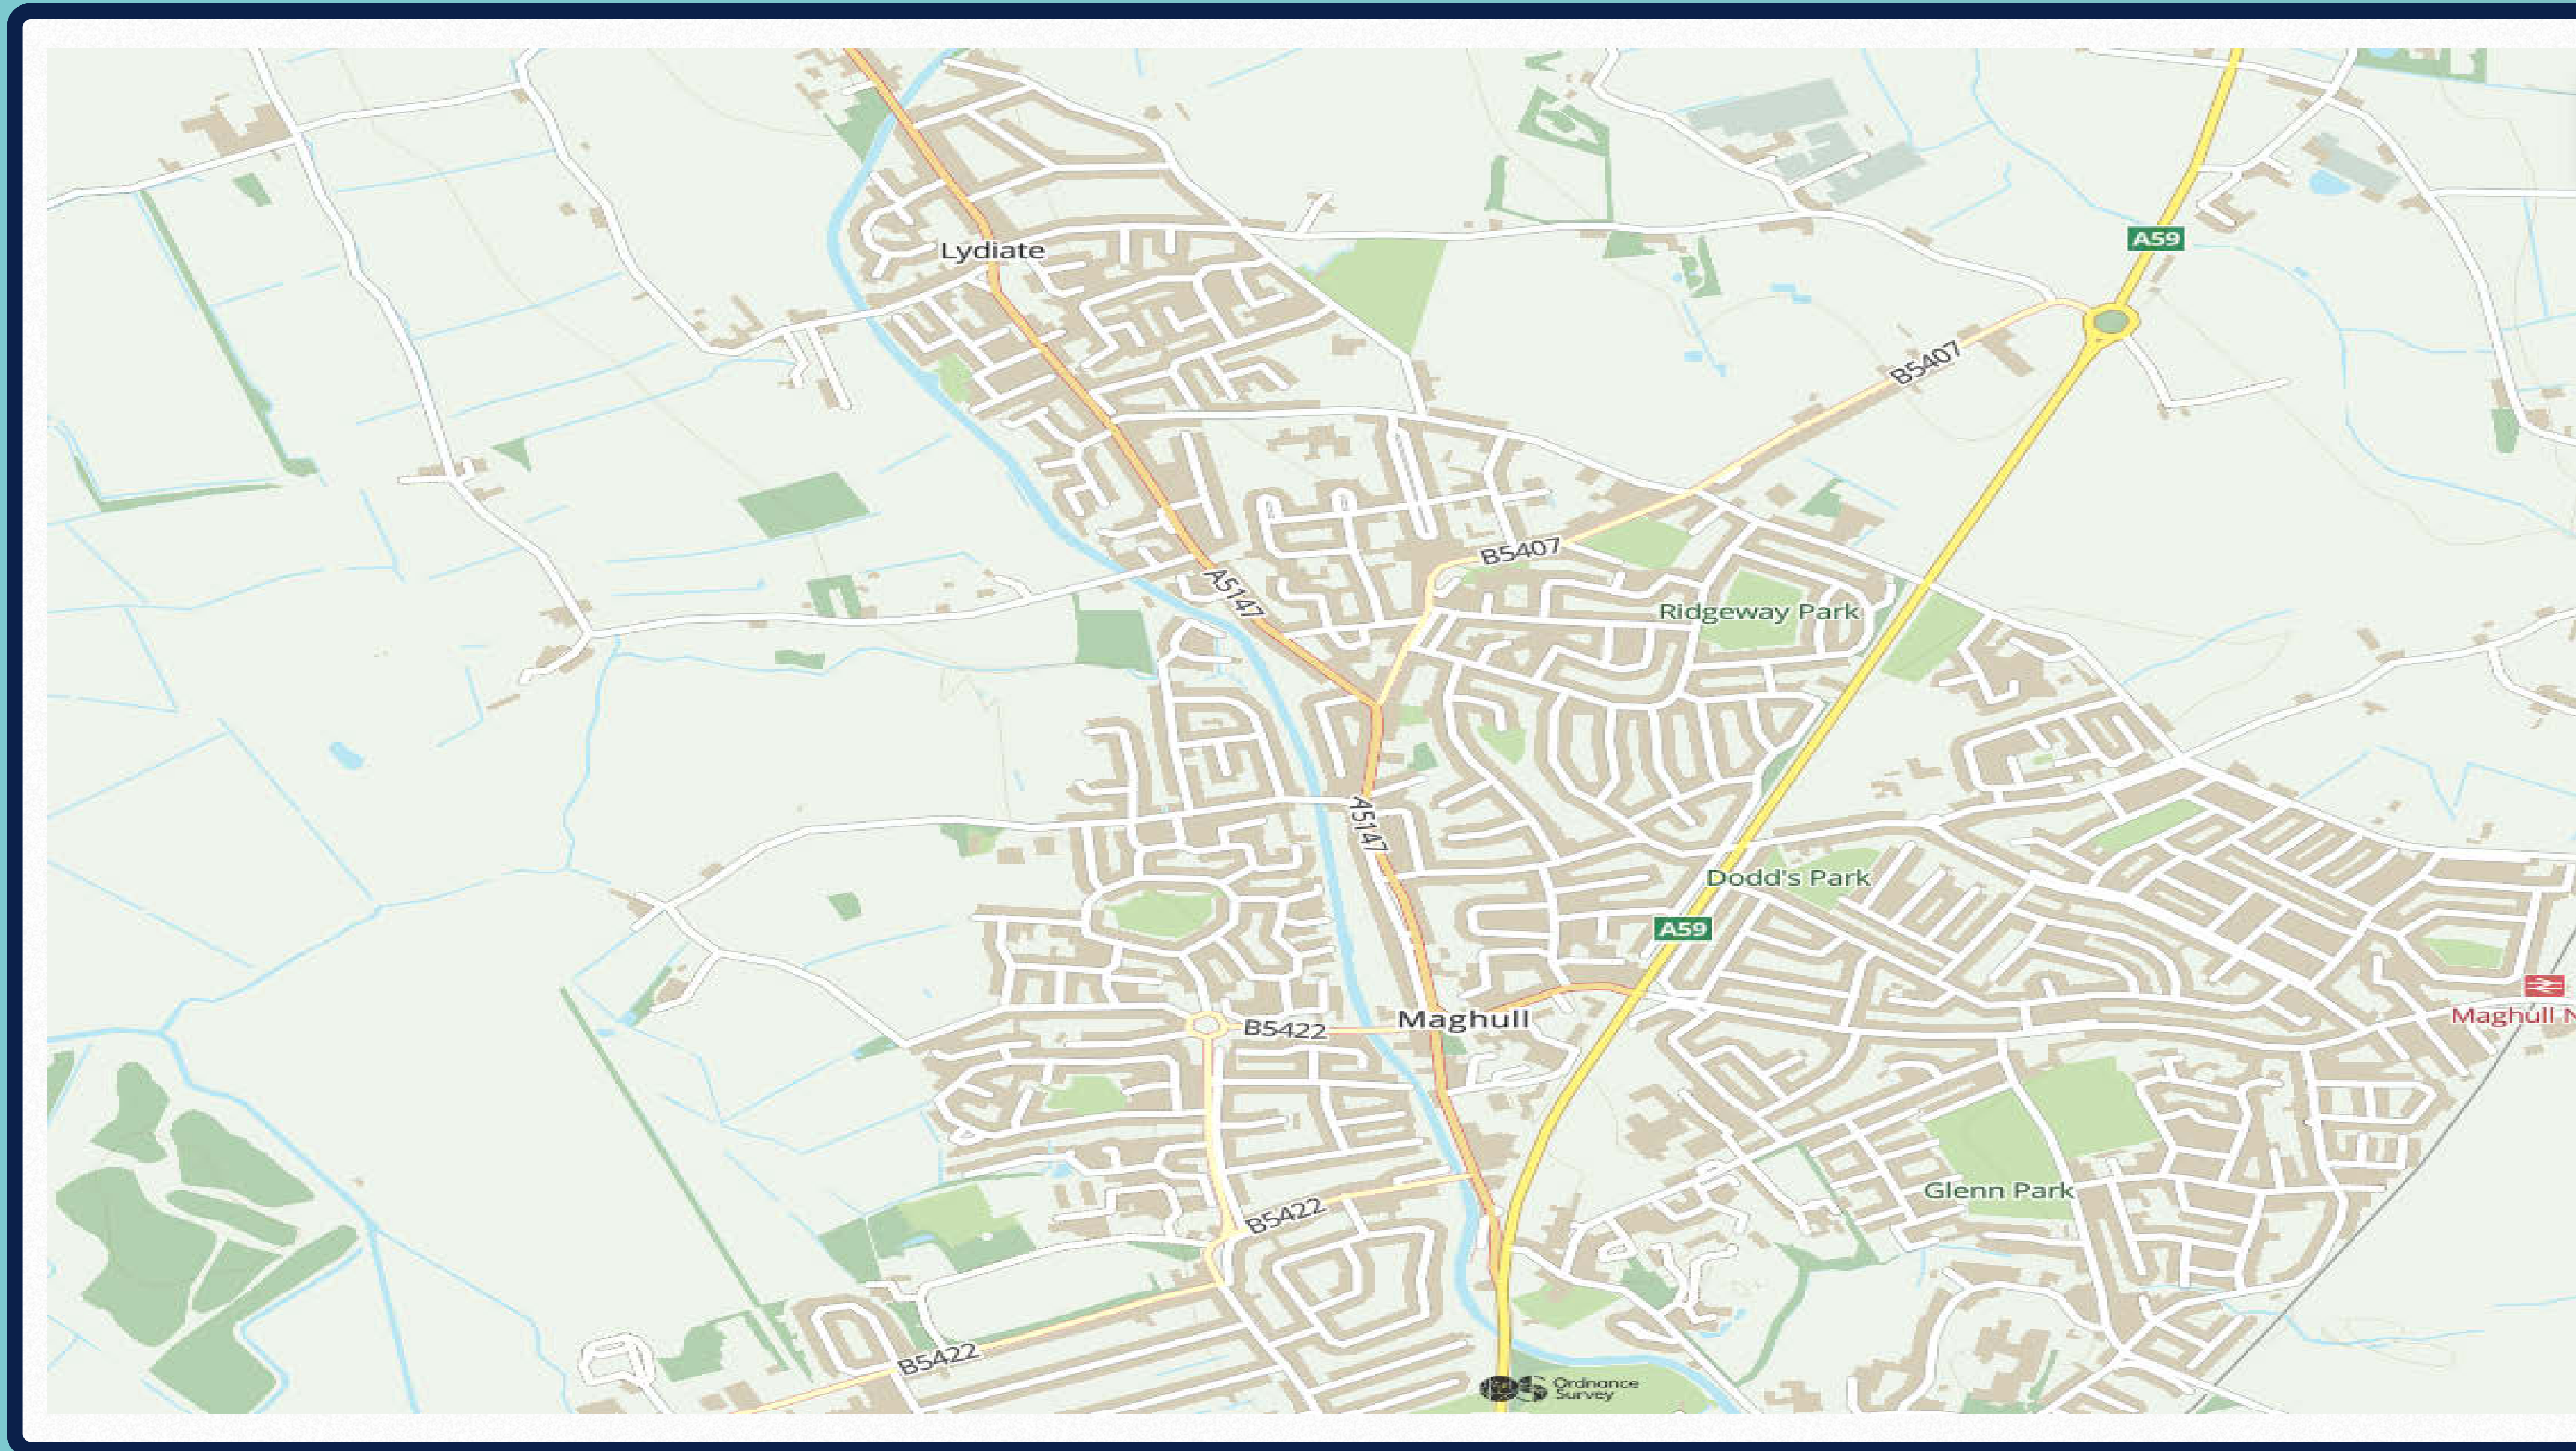 Lydiate
A59
B5407
B5407
A5147
Ridgeway Park
A5147
Dodd's Park
A59
Maghull N
Maghull
B5422
Glenn Park
B5422
B5422
Ordnance
Survey